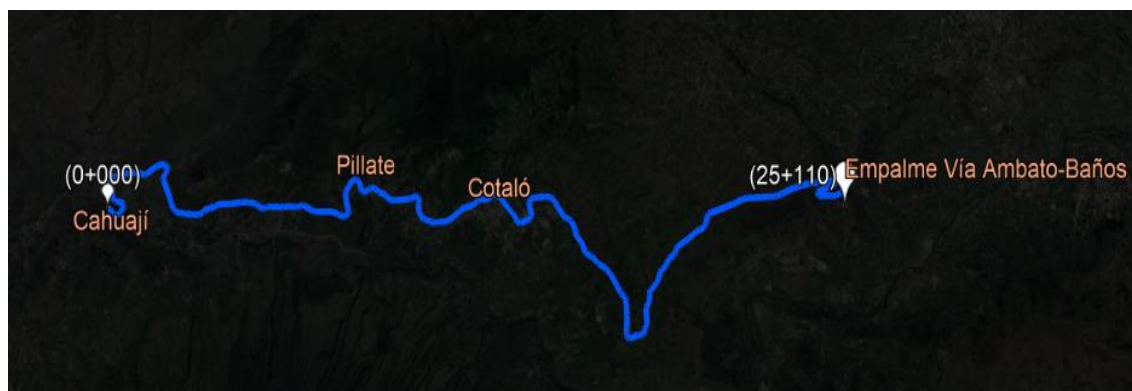 (0+000)
Cahuají
Pillate
Cotaló
(25+110)
Empalme Vía Ambato-Baños